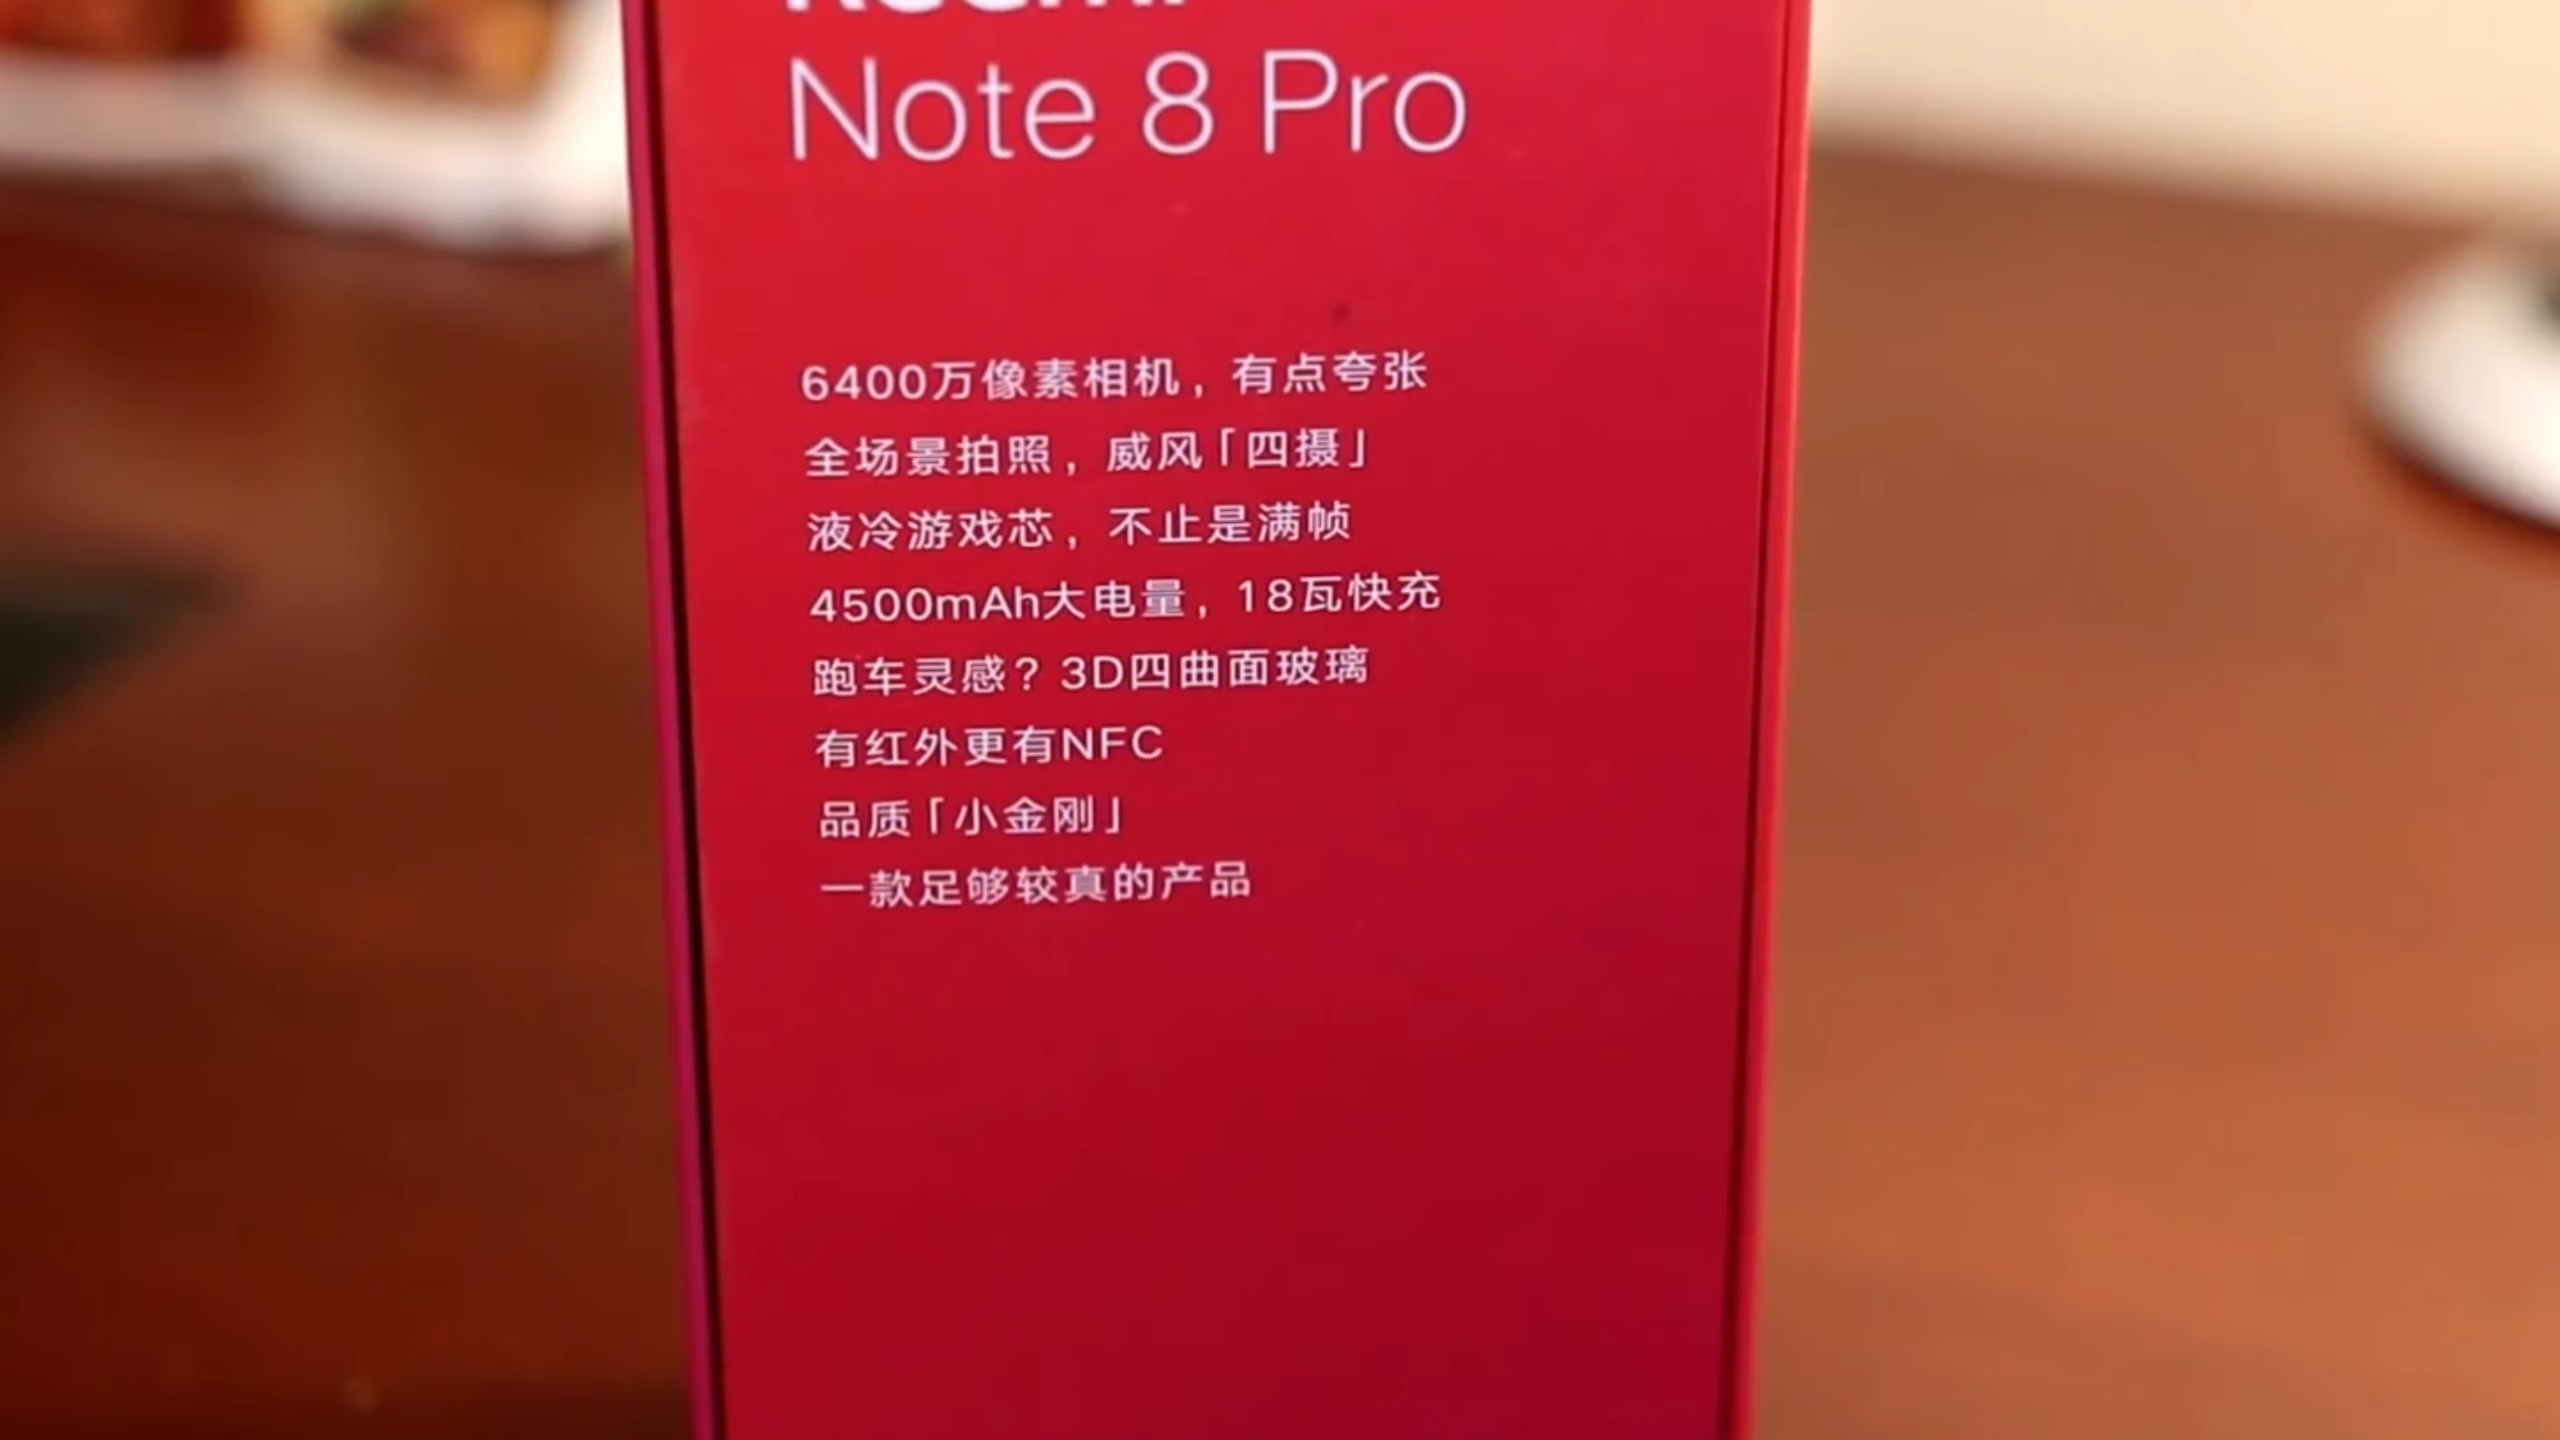 Redmi
Note 8 Pro
6400万像素相机，有点夸张
全场景拍照，威风「四摄」
液冷游戏芯，不止是满帧
4500mAh大电量，18瓦快充
跑车灵感？3D四曲面玻璃
有红外更有NFC
品质「小金刚」
一款足够较真的产品